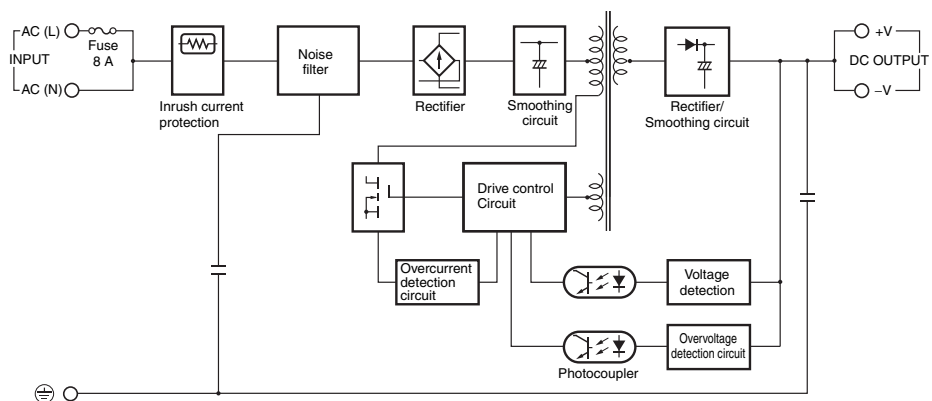 AC (L)
Fuse
8 A
INPUT
AC (N)
Inrush current
protection
Noise
filter
Rectifier
Smoothing
circuit
Rectifier/
Smoothing circuit
+V
DC OUTPUT
−V
Drive control
Circuit
Overcurrent
detection
circuit
Voltage
detection
Overvoltage
detection circuit
Photocoupler